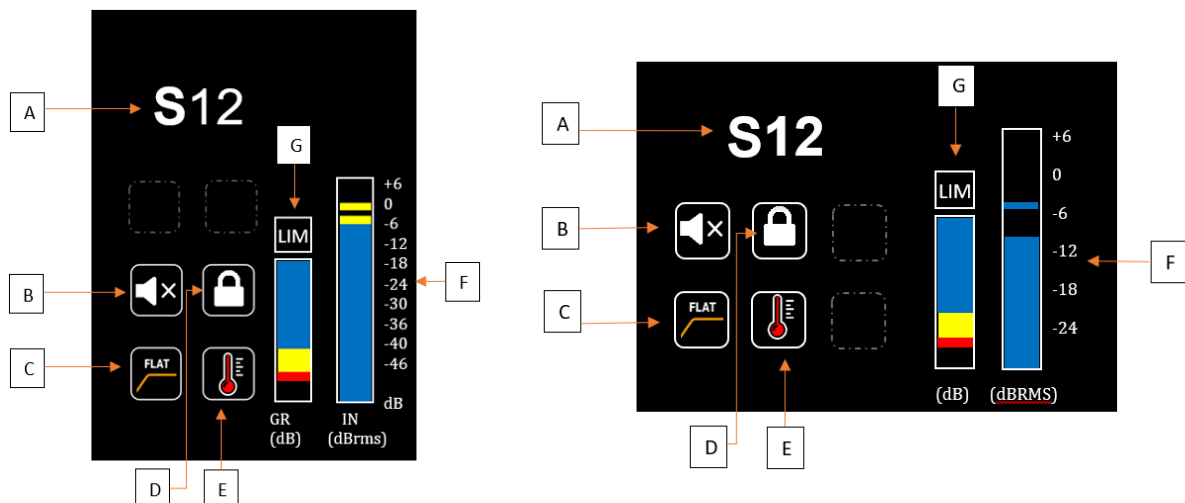 A
S12
G
LIM
+6
0
-6
-12
-18
-24
-30
-36
-40
-46
dB
B
F
C
FLAT
GR
(dB)
IN
(dBrms)
D
E
A
S12
G
LIM
+6
0
-6
-12
-18
-24
B
F
C
FLAT
(dB)
(dBRMS)
D
E